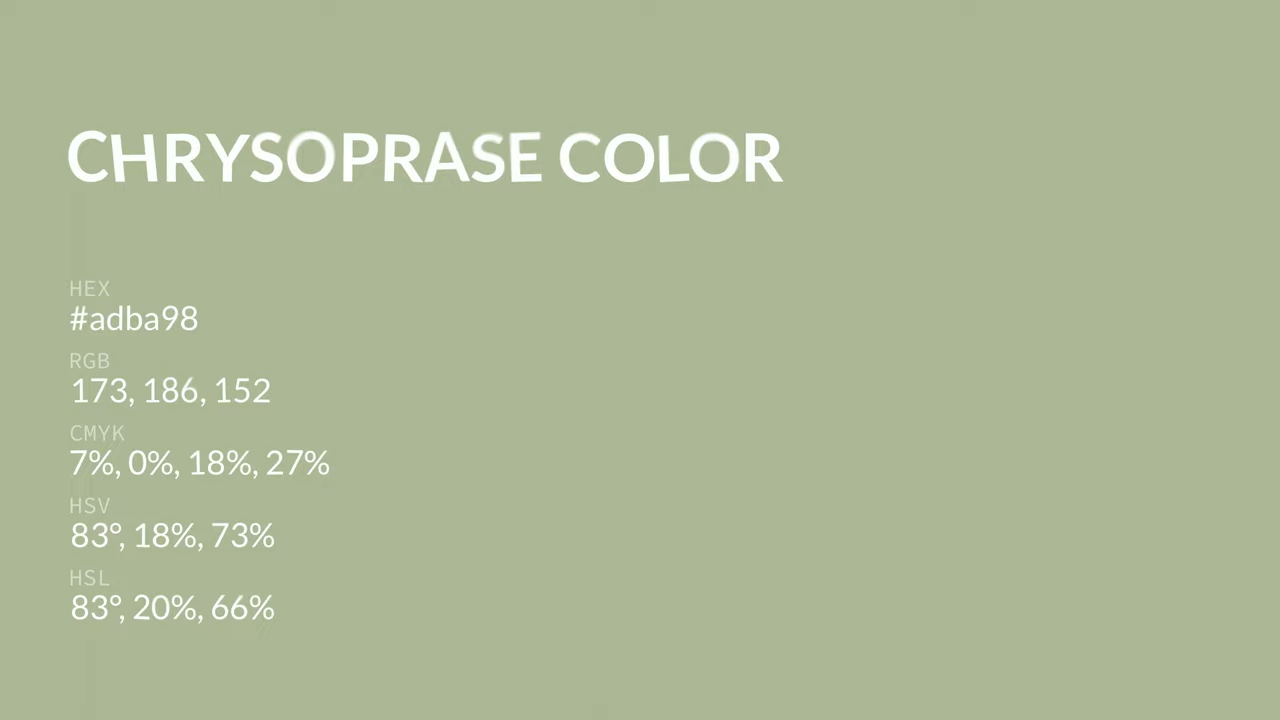 CHRYSOPRASE COLOR
HEX
#adba98
RGB
173, 186, 152
CMYK
7%, 0%, 18%, 27%
HSV
83°, 18%, 73%
HSL
83°, 20%, 66%